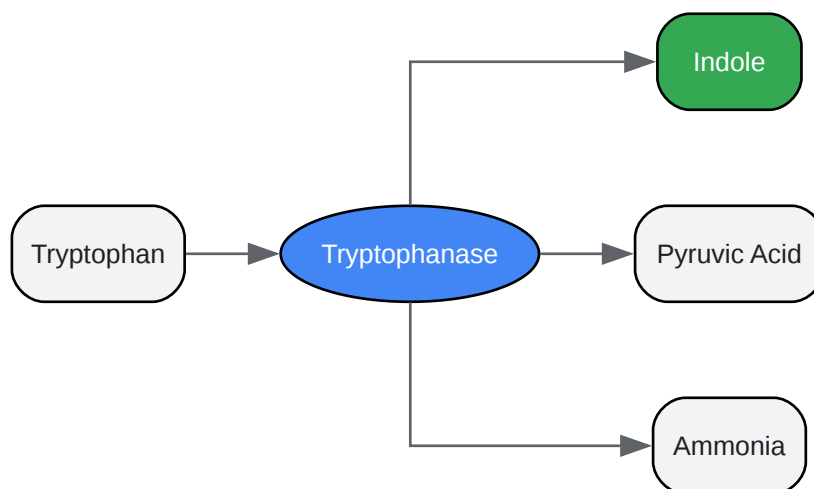 Indole
Tryptophan
Tryptophanase
Pyruvic Acid
Ammonia